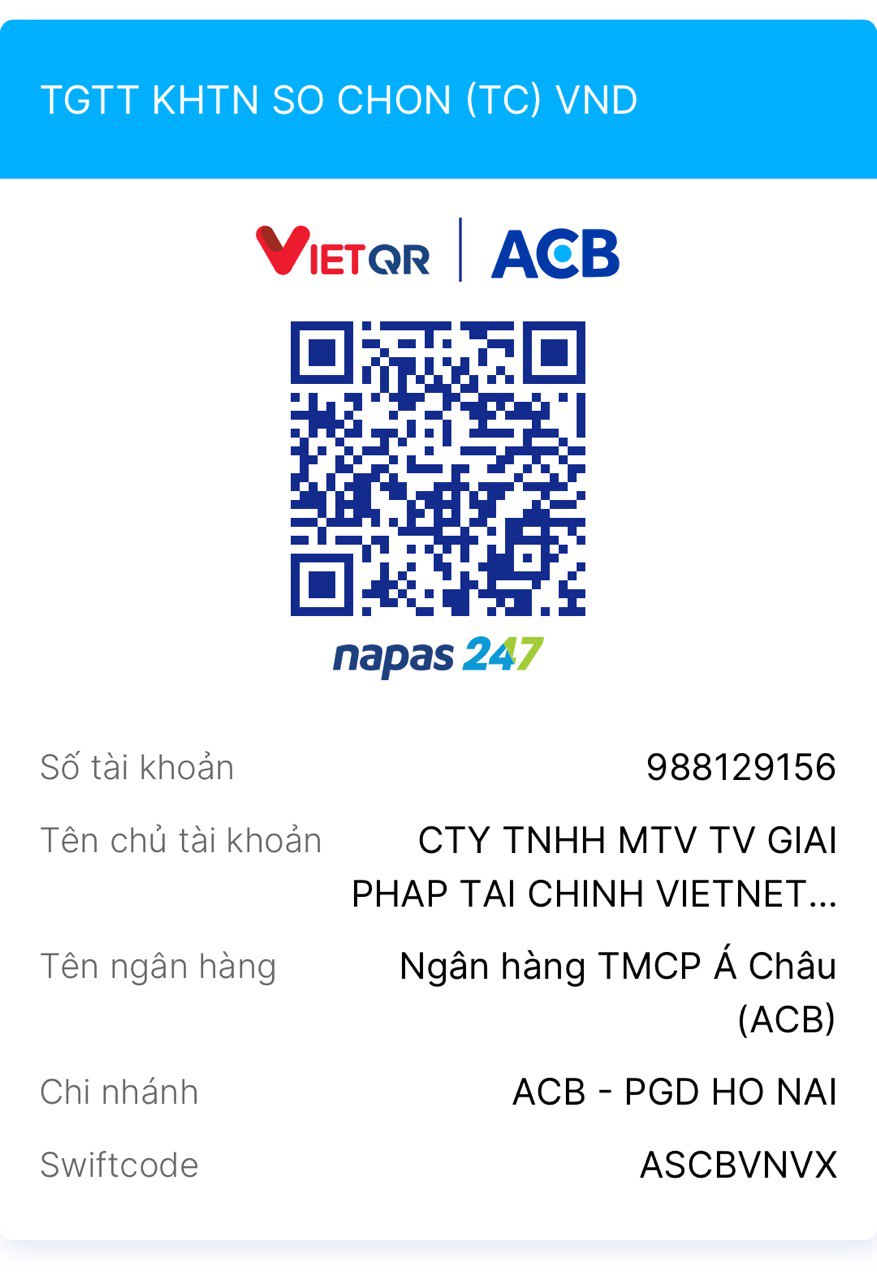 TGTT KHTN SO CHON (TC) VND
VIETQR | ACB
napas 247
Số tài khoản 988129156
Tên chủ tài khoản CTY TNHH MTV TV GIAI
PHAP TAI CHINH VIETNET...
Tên ngân hàng Ngân hàng TMCP Á Châu
(ACB)
Chi nhánh ACB - PGD HO NAI
Swiftcode ASCBVNVX